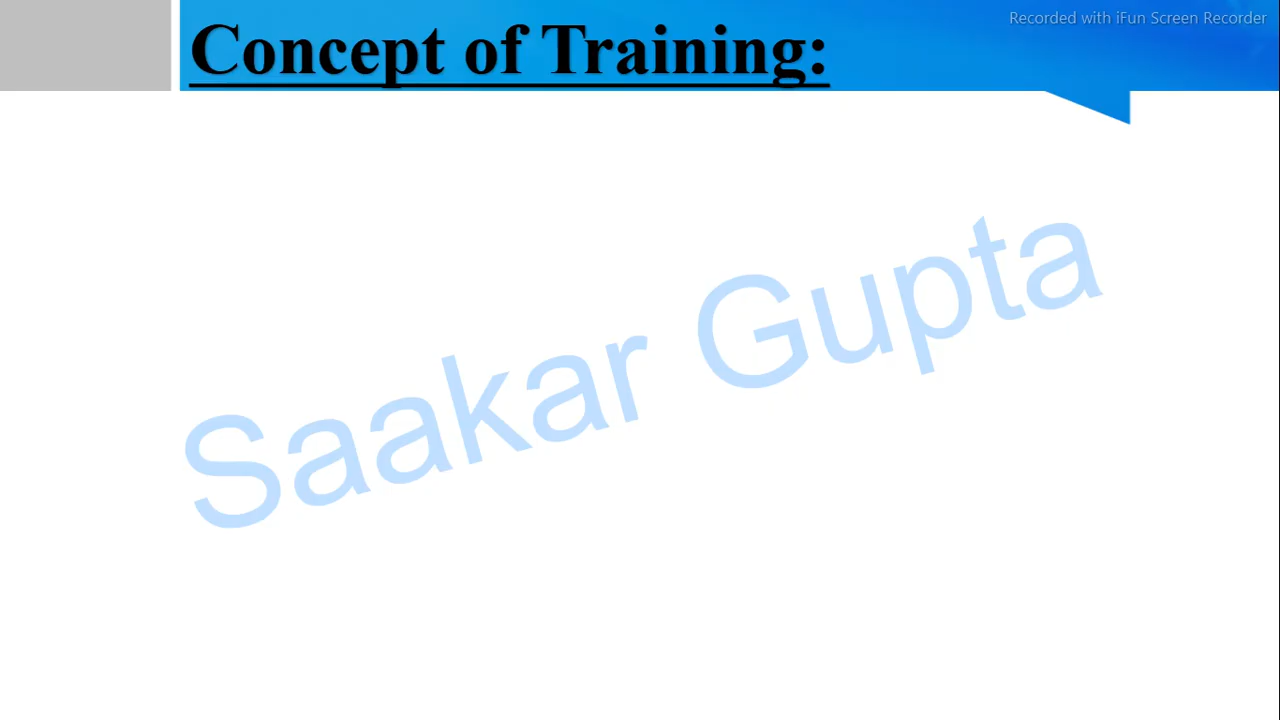 Recorded with iFun Screen Recorder
Concept of Training:
Saakar Gupta